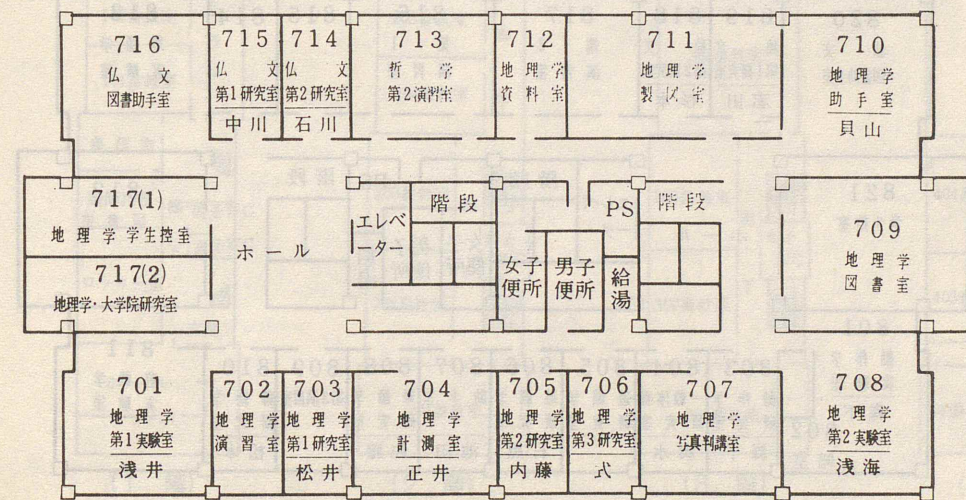 716
仏文
図書助手室
715
仏文
第1研究室
中川
714
仏文
第2研究室
石川
713
哲学
第2演習室
712
地理学
資料室
711
地理学
製図室
710
地理学
助手室
貝山
717(1)
地理学学生控室
717(2)
地理学・大学院研究室
ホール
エレベ
ーター
階段
女子
便所
男子
便所
PS
給湯
階段
709
地理学
図書室
701
地理学
第1実験室
浅井
702
地理学
演習室
703
地理学
第1研究室
松井
704
地理学
計測室
正井
705
地理学
第2研究室
内藤
706
地理学
第3研究室
式
707
地理学
写真判講室
708
地理学
第2実験室
浅海